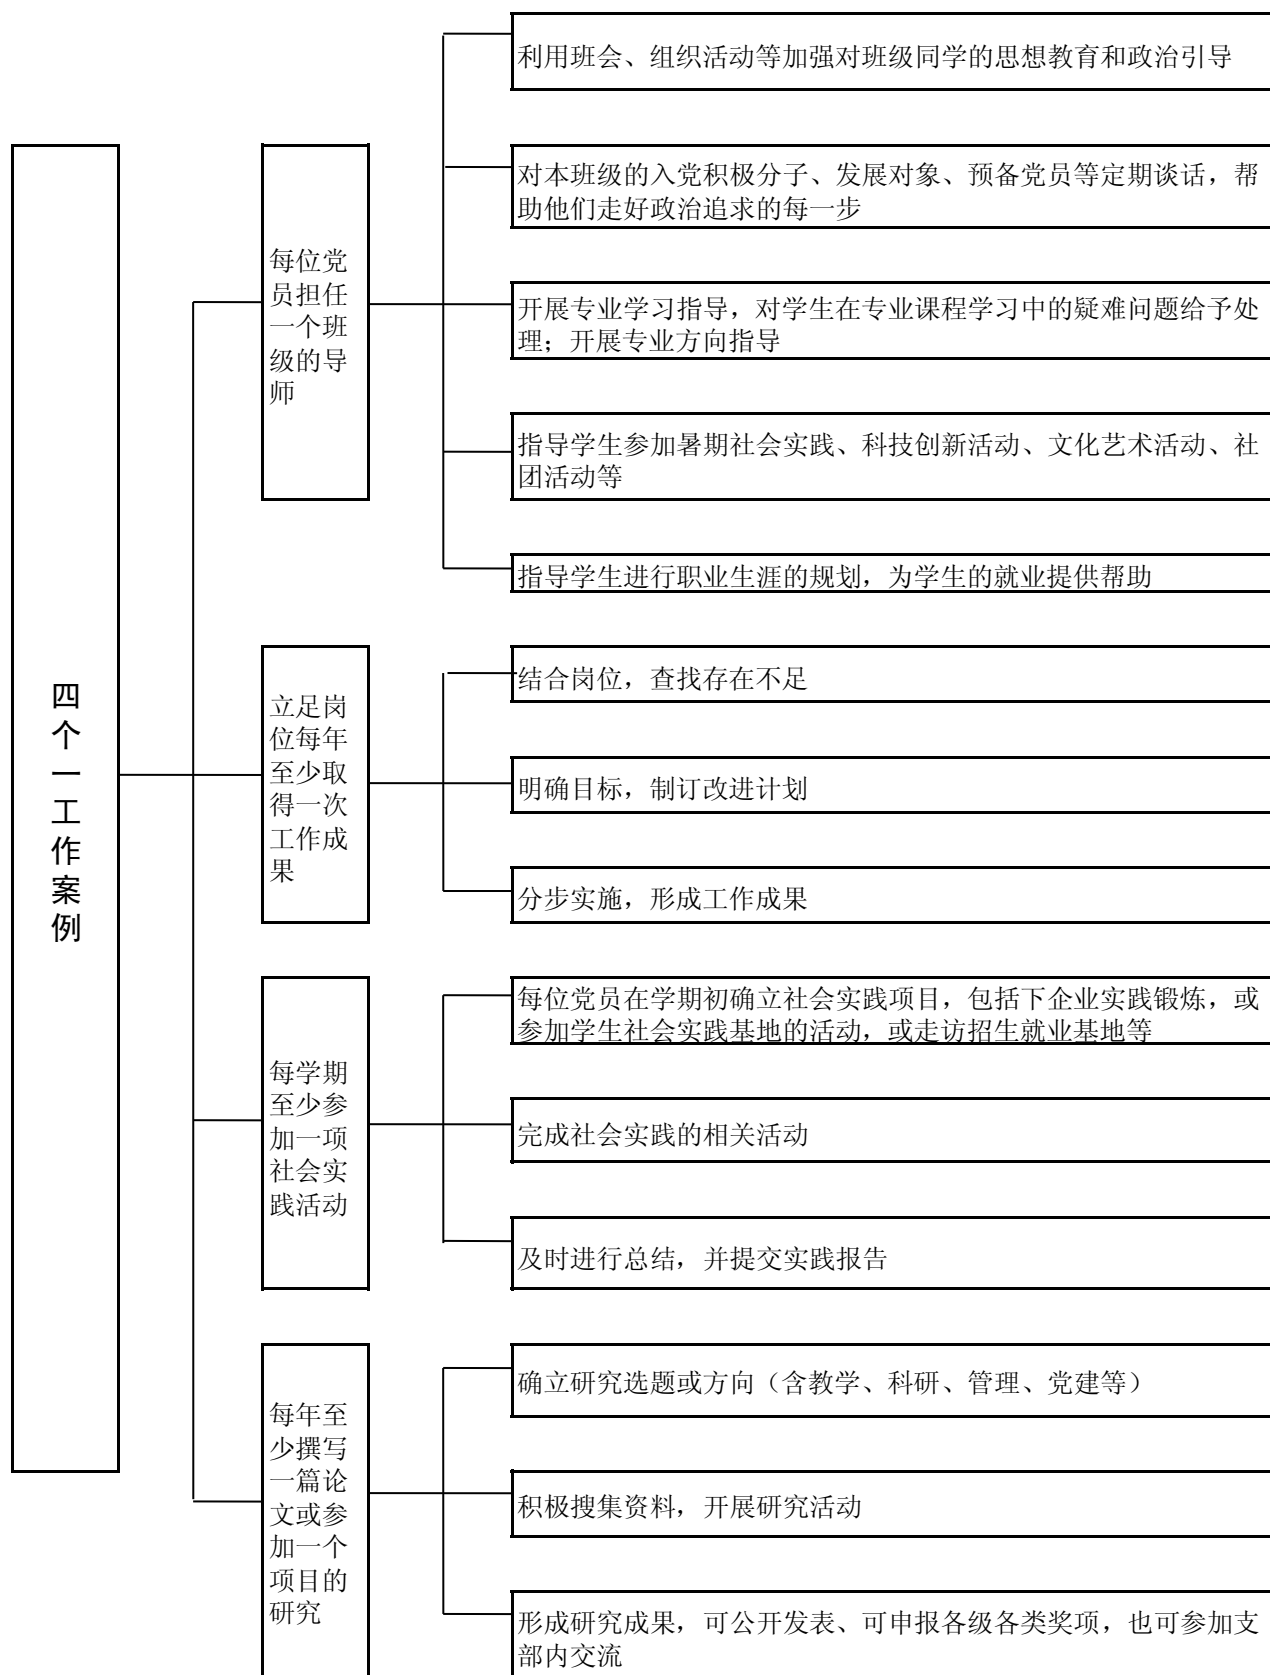 四个一工作案例
每位党
员担任
一个班
级的导
师
利用班会、组织活动等加强对班级同学的思想教育和政治引导
对本班级的入党积极分子、发展对象、预备党员等定期谈话，帮
助他们走好政治追求的每一步
开展专业学习指导，对学生在专业课程学习中的疑难问题给予处
理；开展专业方向指导
指导学生参加暑期社会实践、科技创新活动、文化艺术活动、社
团活动等
指导学生进行职业生涯的规划，为学生的就业提供帮助
立足岗
位每年
至少取
得一次
工作成
果
结合岗位，查找存在不足
明确目标，制订改进计划
分步实施，形成工作成果
每学期
至少参
加一项
社会实
践活动
每位党员在学期初确立社会实践项目，包括下企业实践锻炼，或
参加学生社会实践基地的活动，或走访招生就业基地等
完成社会实践的相关活动
及时进行总结，并提交实践报告
每年至
少撰写
一篇论
文或参
加一个
项目的
研究
确立研究选题或方向（含教学、科研、管理、党建等）
积极搜集资料，开展研究活动
形成研究成果，可公开发表、可申报各级各类奖项，也可参加支
部内交流